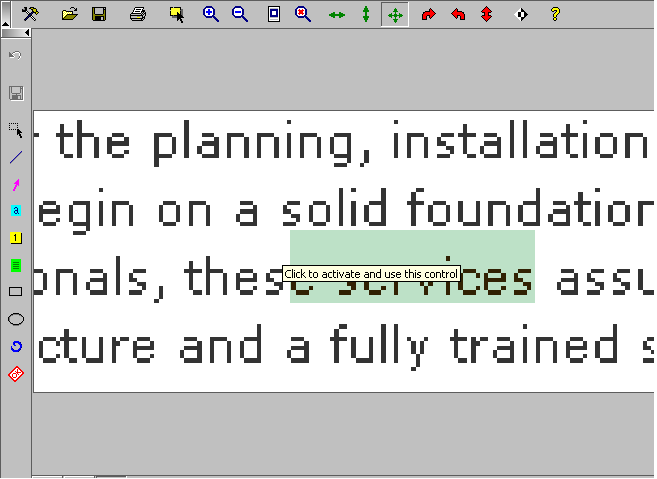 the planning, installation
egin on a solid foundation
onals, these services assu
Click to activate and use this control
cture and a fully trained s
a
1